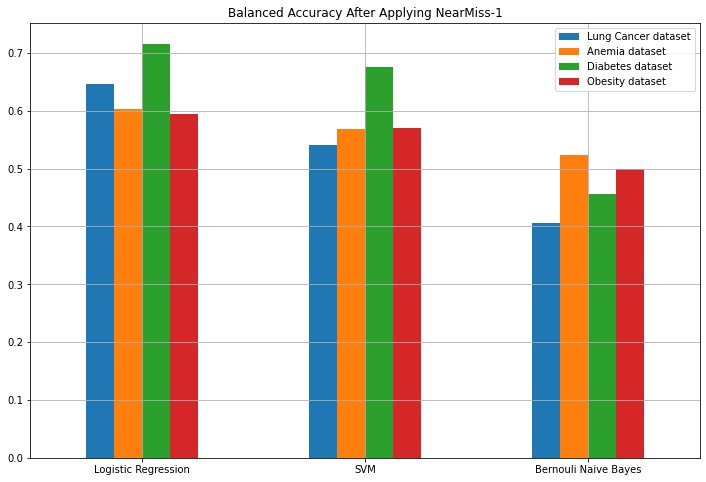 Balanced Accuracy After Applying NearMiss-1
Lung Cancer dataset
Anemia dataset
Diabetes dataset
Obesity dataset
0.7
0.6
0.5
0.4
0.3
0.2
0.1
0.0
Logistic Regression
SVM
Bernouli Naive Bayes